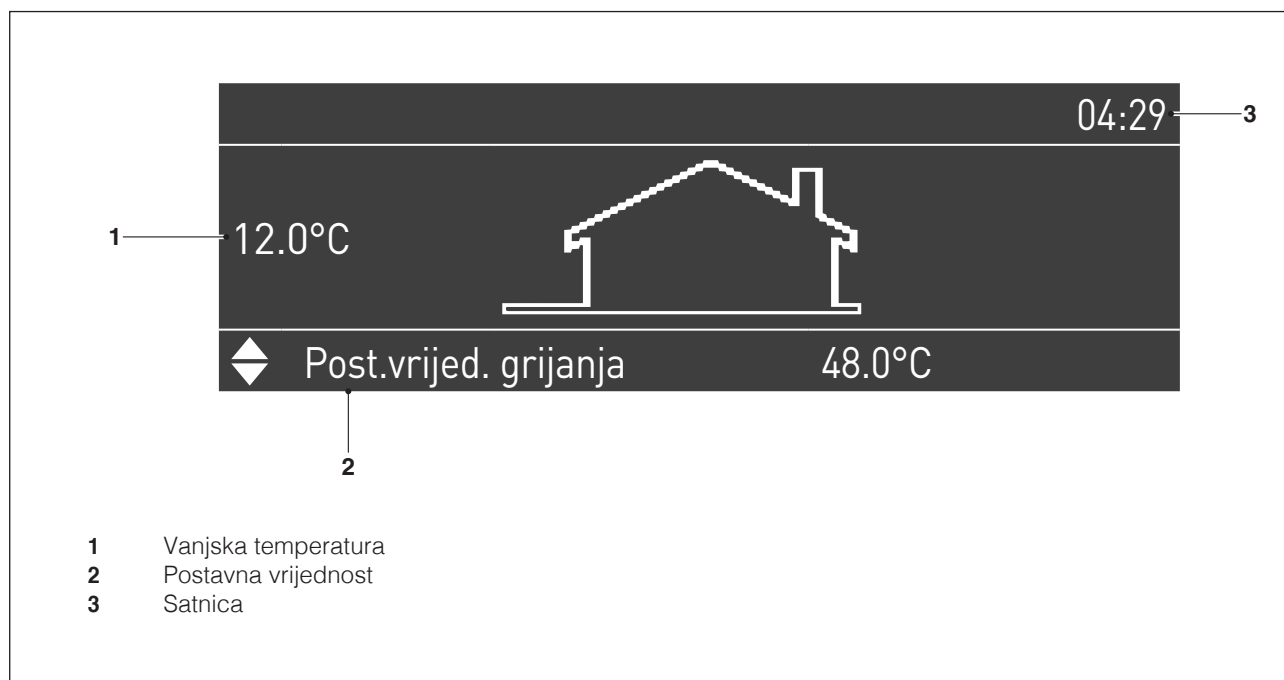 04:29
3
1
12.0°C
Post.vrijed. grijanja 48.0°C
2
1 Vanjska temperatura
2 Postavna vrijednost
3 Satnica